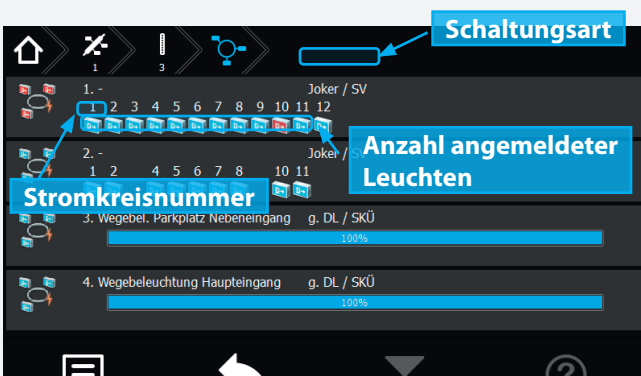 Schaltungsart
1 3
1. - Joker / SV
1 2 3 4 5 6 7 8 9 10 11 12
Anzahl angemeldeter
Leuchten
2. - Joker / SV
1 2 4 5 6 7 8 10 11
Stromkreisnummer
3. Wegebel. Parkplatz Nebeneingang g. DL / SKÜ
100%
4. Wegebeleuchtung Haupteingang g. DL / SKÜ
100%
?